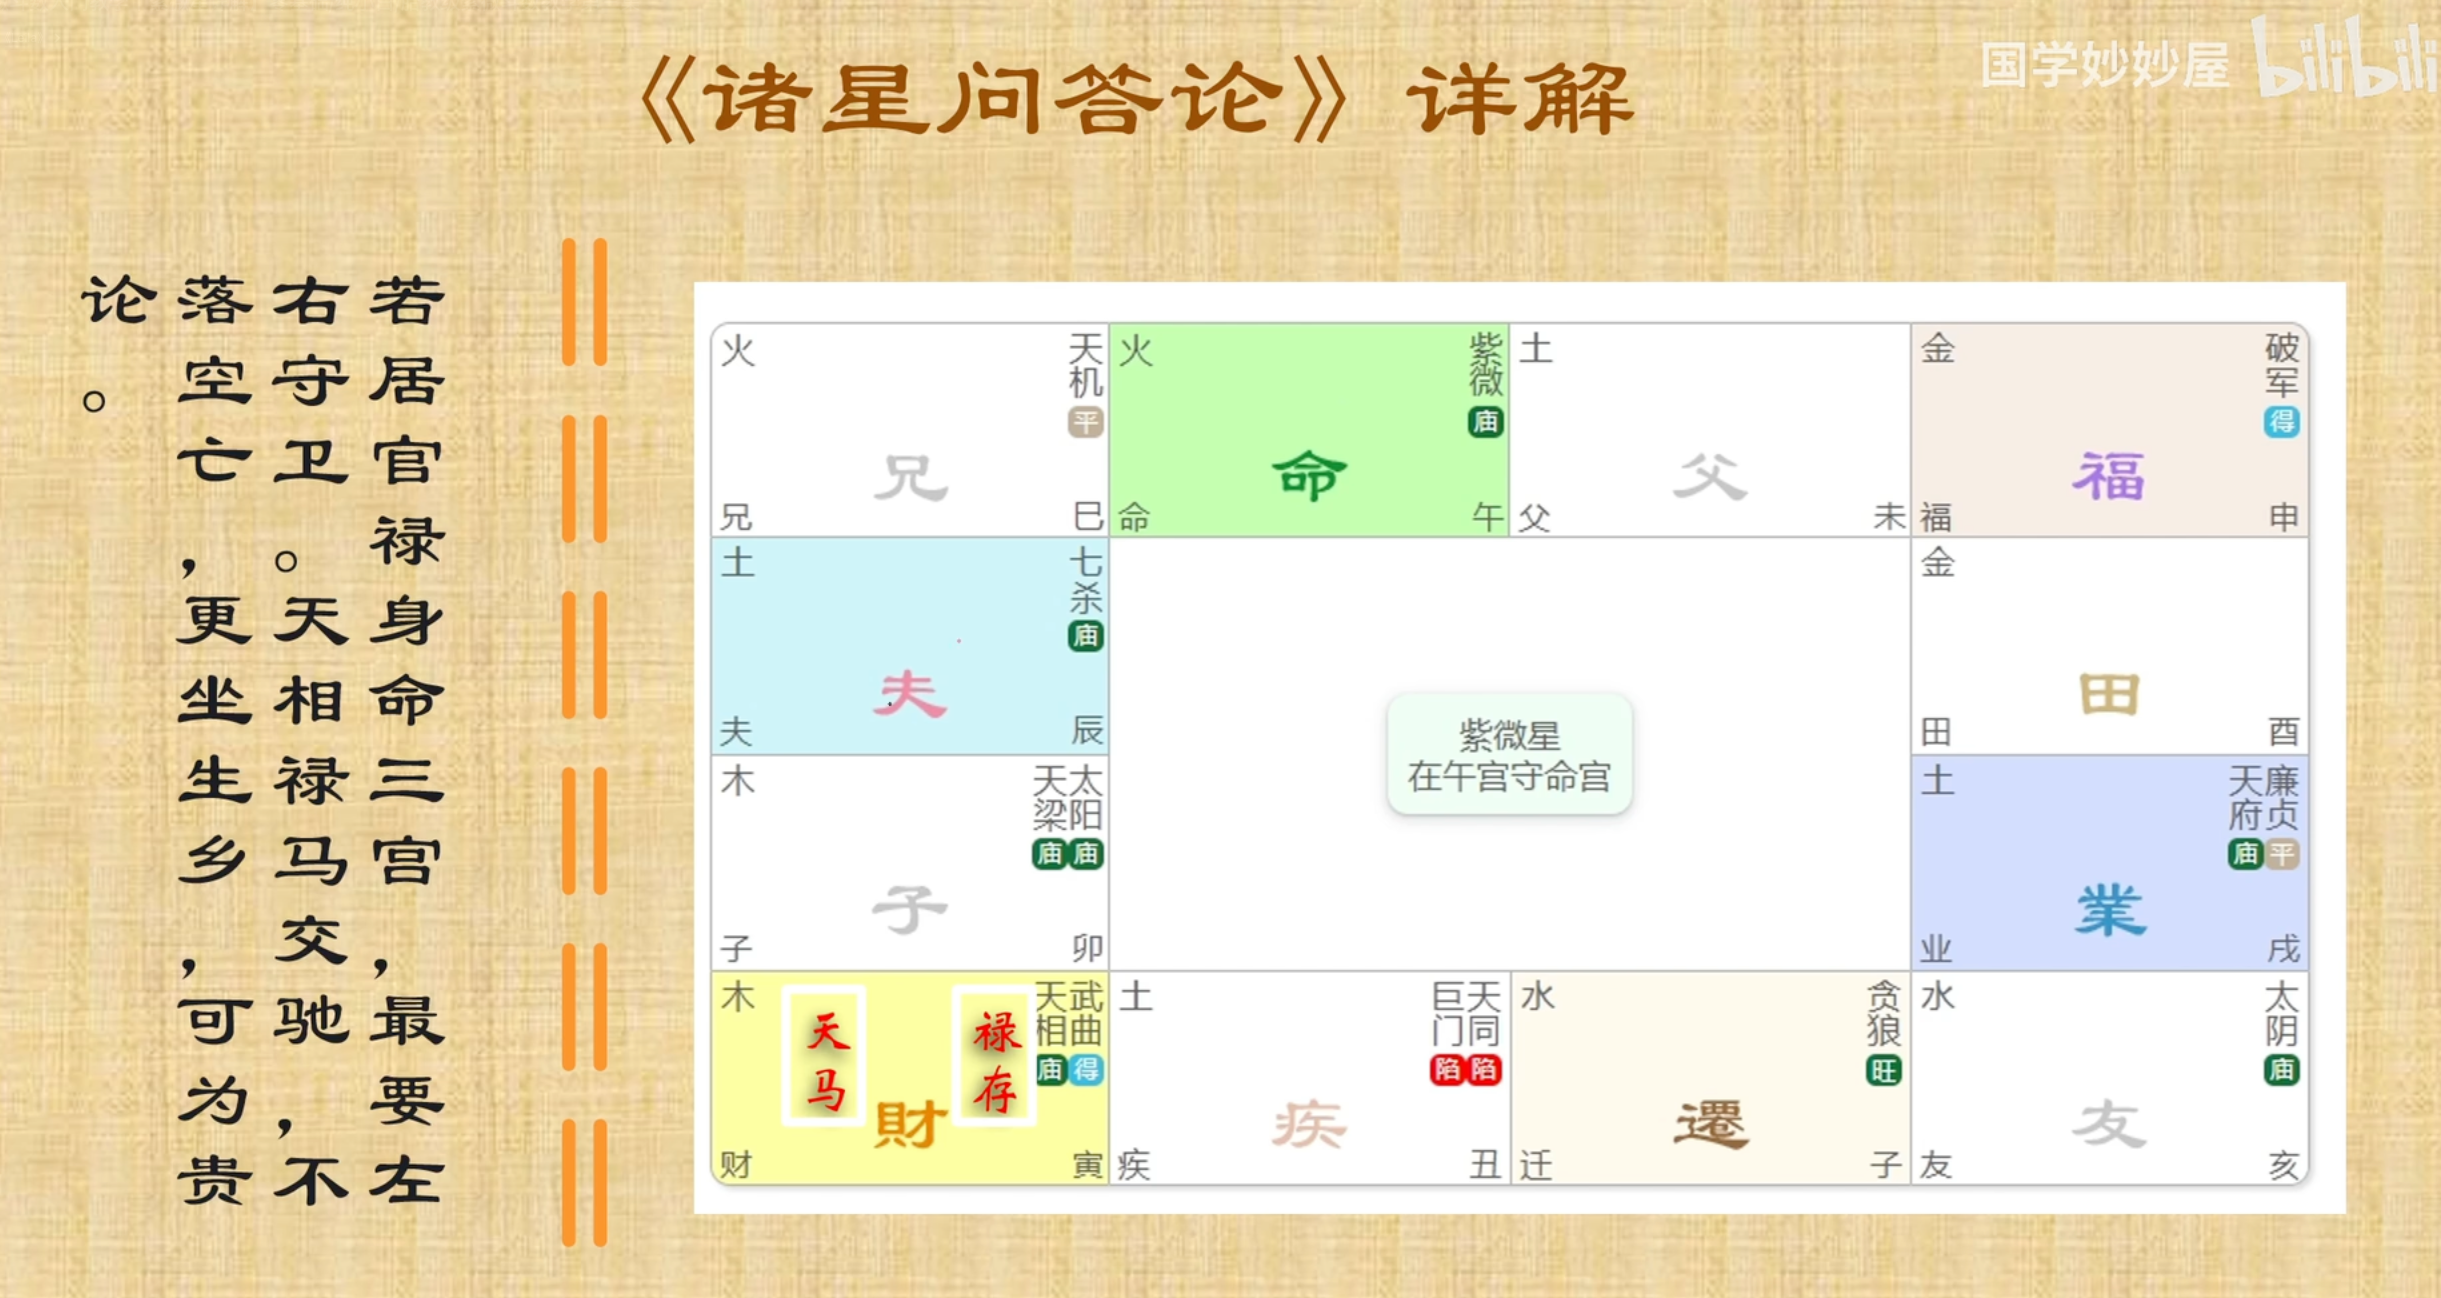 《诸星问答论》详解
国学妙妙屋 bilibili
若居官禄身命三宫，最要左
右守卫。天相禄马交驰，不
落空亡，更坐生乡，可为贵
论。
火 天机 平
兄
兄 巳
火 紫微 庙
命
命 午
土
父
父 未
金 破军 得
福
福 申
土 七杀 庙
夫
夫 辰
紫微星
在午宫守命宫
金
田
田 酉
木 天梁 太阳 庙 庙
子
子 卯
土 天府 廉贞 庙 平
業
业 戌
木 天马 禄存 天相 武曲 庙 得
財
财 寅
土 巨门 天同 陷 陷
疾
疾 丑
水 贪狼 旺
遷
迁 子
水 太阴 庙
友
友 亥